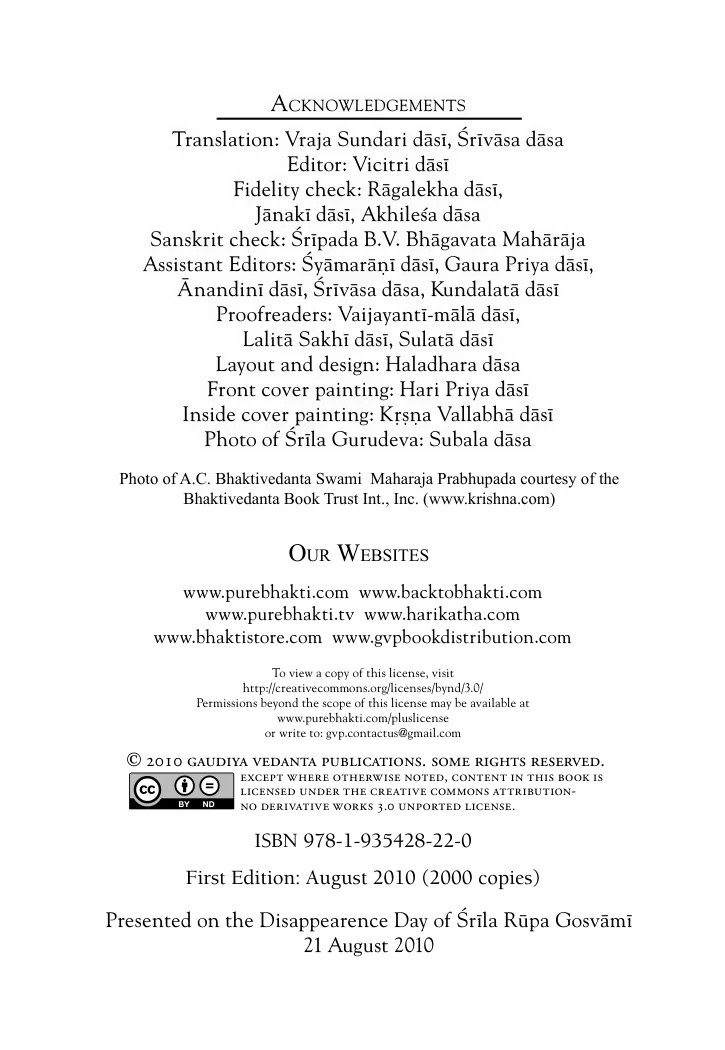 Acknowledgements
Translation: Vraja Sundari dāsī, Śrīvāsa dāsa
Editor: Vicitri dāsī
Fidelity check: Rāgalekha dāsī,
Jānakī dāsī, Akhileśa dāsa
Sanskrit check: Śrīpada B.V. Bhāgavata Mahārāja
Assistant Editors: Śyāmarāṇī dāsī, Gaura Priya dāsī,
Ānandinī dāsī, Śrīvāsa dāsa, Kundalatā dāsī
Proofreaders: Vaijayantī-mālā dāsī,
Lalitā Sakhī dāsī, Sulatā dāsī
Layout and design: Haladhara dāsa
Front cover painting: Hari Priya dāsī
Inside cover painting: Kṛṣṇa Vallabhā dāsī
Photo of Śrīla Gurudeva: Subala dāsa
Photo of A.C. Bhaktivedanta Swami Maharaja Prabhupada courtesy of the
Bhaktivedanta Book Trust Int., Inc. (www.krishna.com)
Our Websites
www.purebhakti.com www.backtobhakti.com
www.purebhakti.tv www.harikatha.com
www.bhaktistore.com www.gvpbookdistribution.com
To view a copy of this license, visit
http://creativecommons.org/licenses/bynd/3.0/
Permissions beyond the scope of this license may be available at
www.purebhakti.com/pluslicense
or write to: gvp.contactus@gmail.com
© 2010 gaudiya vedanta publications. some rights reserved.
except where otherwise noted, content in this book is
licensed under the creative commons attribution-
no derivative works 3.0 unported license.
cc BY ND
ISBN 978-1-935428-22-0
First Edition: August 2010 (2000 copies)
Presented on the Disappearence Day of Śrīla Rūpa Gosvāmī
21 August 2010